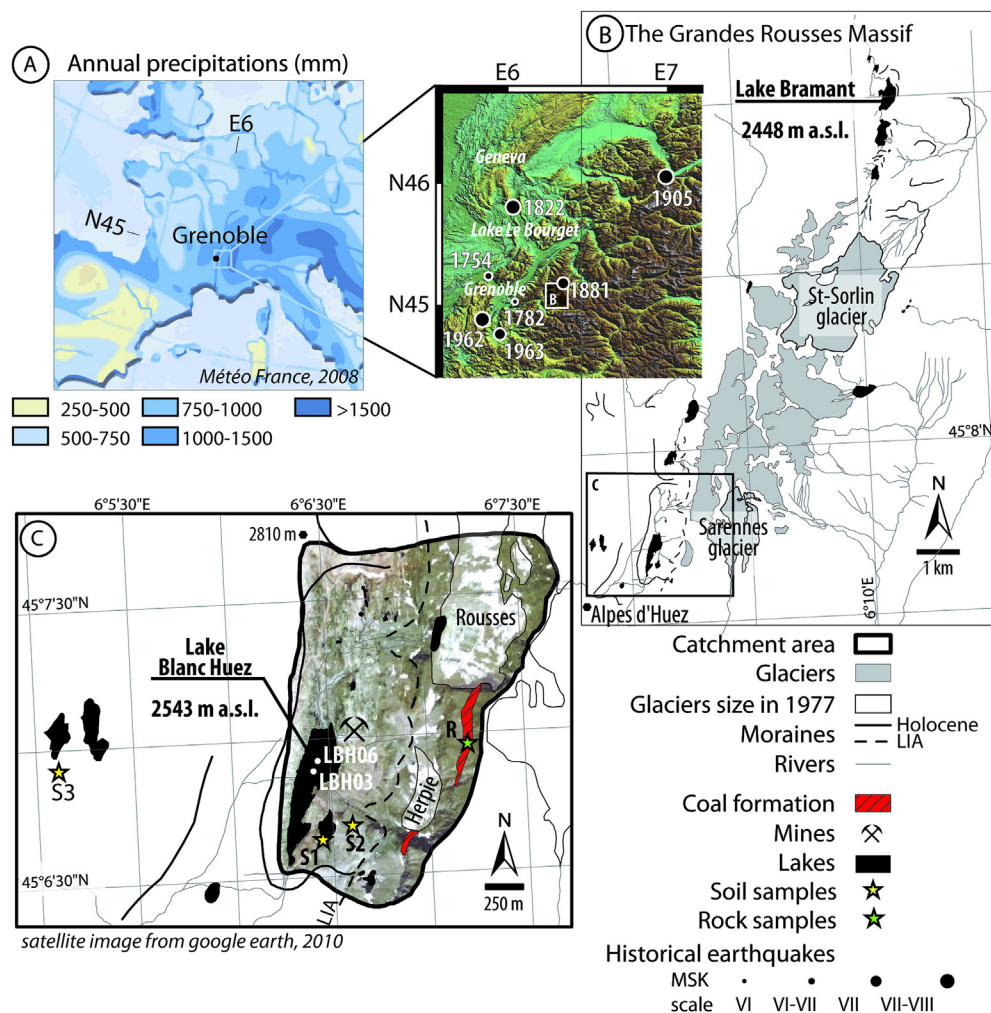 A
Annual precipitations (mm)
E6
N45
Grenoble
Météo France, 2008
250-500
750-1000
>1500
500-750
1000-1500
E6
E7
N46
N45
Geneva
1822
1905
Lake Le Bourget
1754
Grenoble
1881
B
1782
1962
1963
B
The Grandes Rousses Massif
Lake Bramant
2448 m a.s.l.
St-Sorlin
glacier
45°8'N
C
Sarennes
glacier
N
1 km
6°10'E
Alpes d'Huez
C
6°5'30"E
6°6'30"E
6°7'30"E
2810 m
45°7'30"N
45°6'30"N
Rousses
Lake
Blanc Huez
2543 m a.s.l.
R
LBH06
LBH03
Herpie
S3
S1
S2
LIA
N
250 m
satellite image from google earth, 2010
Catchment area
Glaciers
Glaciers size in 1977
Moraines
Holocene
LIA
Rivers
Coal formation
Mines
Lakes
Soil samples
Rock samples
Historical earthquakes
MSK
scale
VI
VI-VII
VII
VII-VIII